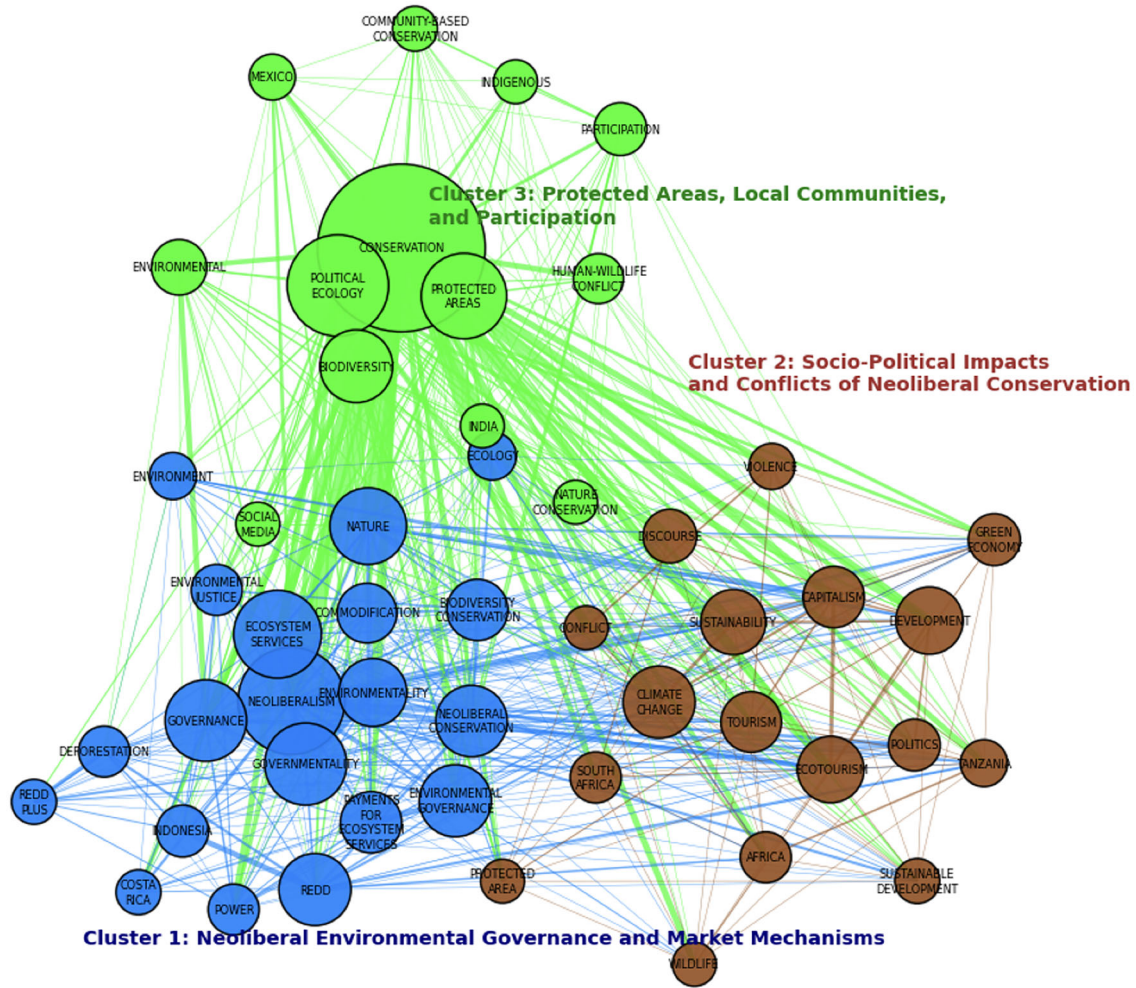 COMMUNITY-BASED
CONSERVATION
MEXICO
INDIGENOUS
PARTICIPATION
Cluster 3: Protected Areas, Local Communities,
and Participation
CONSERVATION
ENVIRONMENTAL
POLITICAL
ECOLOGY
PROTECTED
AREAS
HUMAN-WILDLIFE
CONFLICT
BIODIVERSITY
Cluster 2: Socio-Political Impacts
and Conflicts of Neoliberal Conservation
INDIA
ECOLOGY
VIOLENCE
ENVIRONMENT
NATURE
CONSERVATION
SOCIAL
MEDIA
NATURE
DISCOURSE
GREEN
ECONOMY
ENVIRONMENTAL
JUSTICE
COMMODIFICATION
BIODIVERSITY
CONSERVATION
CAPITALISM
ECOSYSTEM
SERVICES
CONFLICT
SUSTAINABILITY
DEVELOPMENT
NEOLIBERALISM
ENVIRONMENTALITY
CLIMATE
CHANGE
GOVERNANCE
NEOLIBERAL
CONSERVATION
TOURISM
DEFORESTATION
GOVERNMENTALITY
POLITICS
TANZANIA
ECOTOURISM
SOUTH
AFRICA
REDD
PLUS
ENVIRONMENTAL
GOVERNANCE
PAYMENTS
FOR
ECOSYSTEM
SERVICES
INDONESIA
AFRICA
COSTA
RICA
REDD
PROTECTED
AREA
SUSTAINABLE
DEVELOPMENT
POWER
Cluster 1: Neoliberal Environmental Governance and Market Mechanisms
WILDLIFE